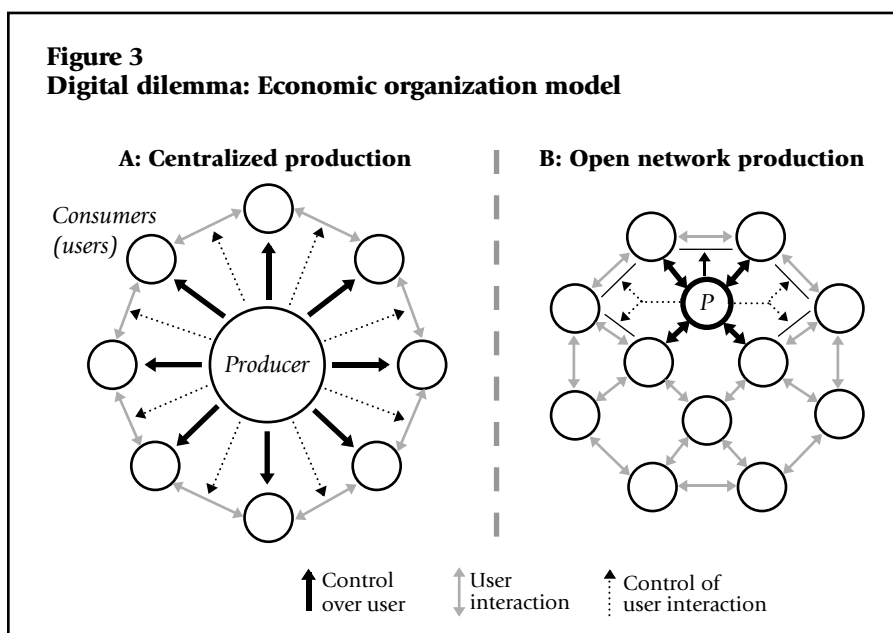 Figure 3
Digital dilemma: Economic organization model
A: Centralized production
B: Open network production
Consumers
(users)
Producer
P
Control
over user
User
interaction
Control of
user interaction